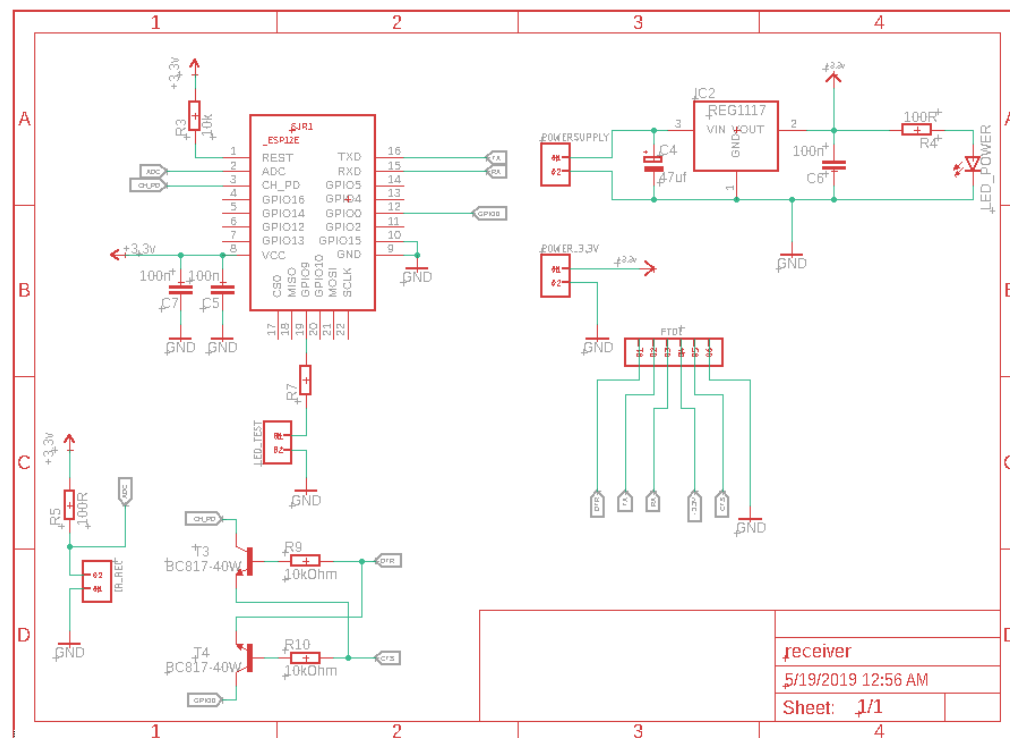 1 2 3 4
A
B
C
D
A
B
C
D
1 2 3 4
+3.3v
R3
10k
SJR1
_ESP12E
1 REST
2 ADC
3 CH_PD
4 GPIO16
5 GPIO14
6 GPIO12
7 GPIO13
8 VCC
TXD 16
RXD 15
GPIO5 14
GPIO4 13
GPIO0 12
GPIO2 11
GPIO15 10
GND 9
CSO
MISO
GPIO9
GPIO10
MOSI
SCLK
17
18
19
20
21
22
ADC
CH_PD
TX
RX
GPIO0
GND
+3.3v
100n
100n
C7
C5
GND
GND
R7
LED_TEST
GND
POWERSUPPLY
C4
47uf
IC2
REG1117
3 VIN VOUT 2
GND
1
+3.3v
100n
C6
100R
R4
LED_POWER
GND
POWER_3.3V
+3.3v
GND
FTDI
DTR
TX
RX
CTS
GND
+3.3v
R5
100R
ADC
IR_REC
GND
CH_PD
T3
BC817-40W
R9
10kOhm
DTR
T4
BC817-40W
R10
10kOhm
CTS
GPIO0
receiver
5/19/2019 12:56 AM
Sheet: 1/1